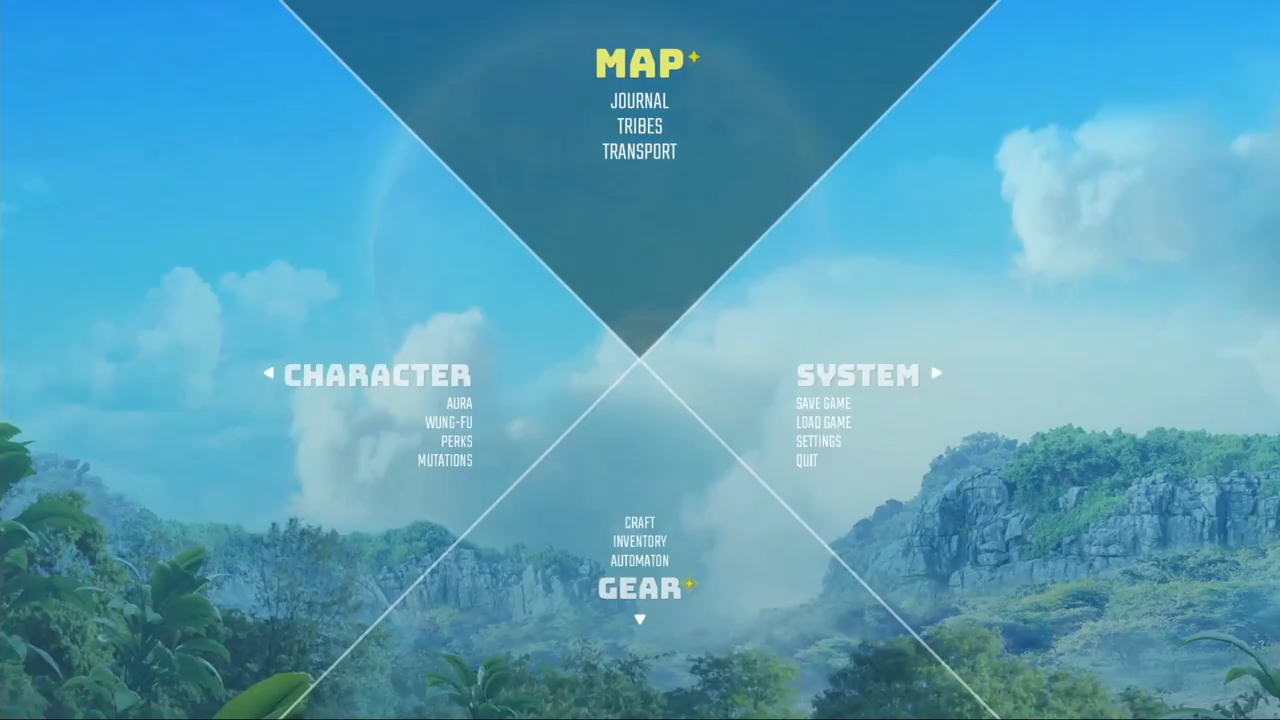 MAP
JOURNAL
TRIBES
TRANSPORT
CHARACTER
AURA
WUNG-FU
PERKS
MUTATIONS
SYSTEM
SAVE GAME
LOAD GAME
SETTINGS
QUIT
CRAFT
INVENTORY
AUTOMATON
GEAR